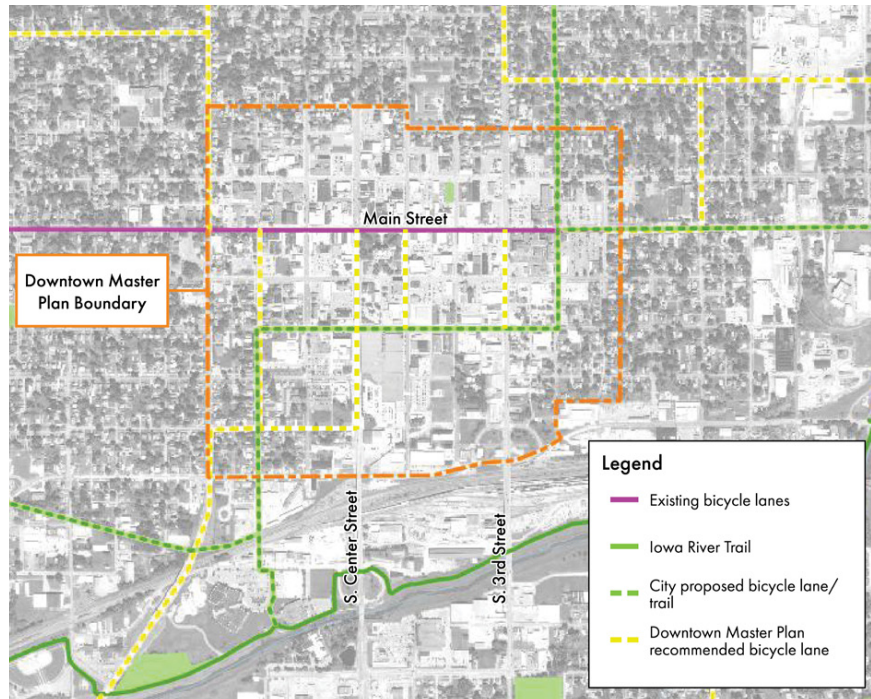 Main Street
Downtown Master
Plan Boundary
S. Center Street
S. 3rd Street
Legend
Existing bicycle lanes
Iowa River Trail
City proposed bicycle lane/
trail
Downtown Master Plan
recommended bicycle lane